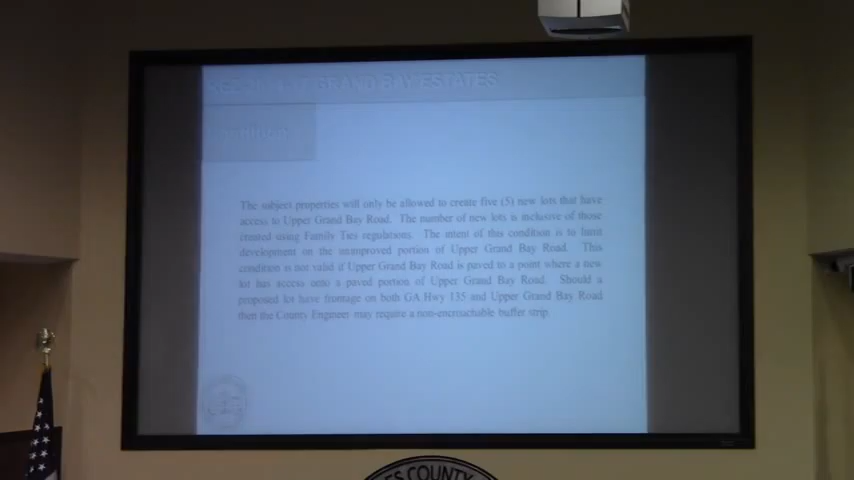 GRAND BAY ESTATES
The subject properties will only be allowed to create five (5) new lots that have
access to Upper Grand Bay Road. The number of new lots is inclusive of those
created using Family Ties regulations. The intent of this condition is to limit
development on the unimproved portion of Upper Grand Bay Road. This
condition is not valid if Upper Grand Bay Road is paved to a point where a new
lot has access onto a paved portion of Upper Grand Bay Road. Should a
proposed lot have frontage on both GA Hwy 135 and Upper Grand Bay Road
then the County Engineer may require a non-encroachable buffer strip.
COUNTY